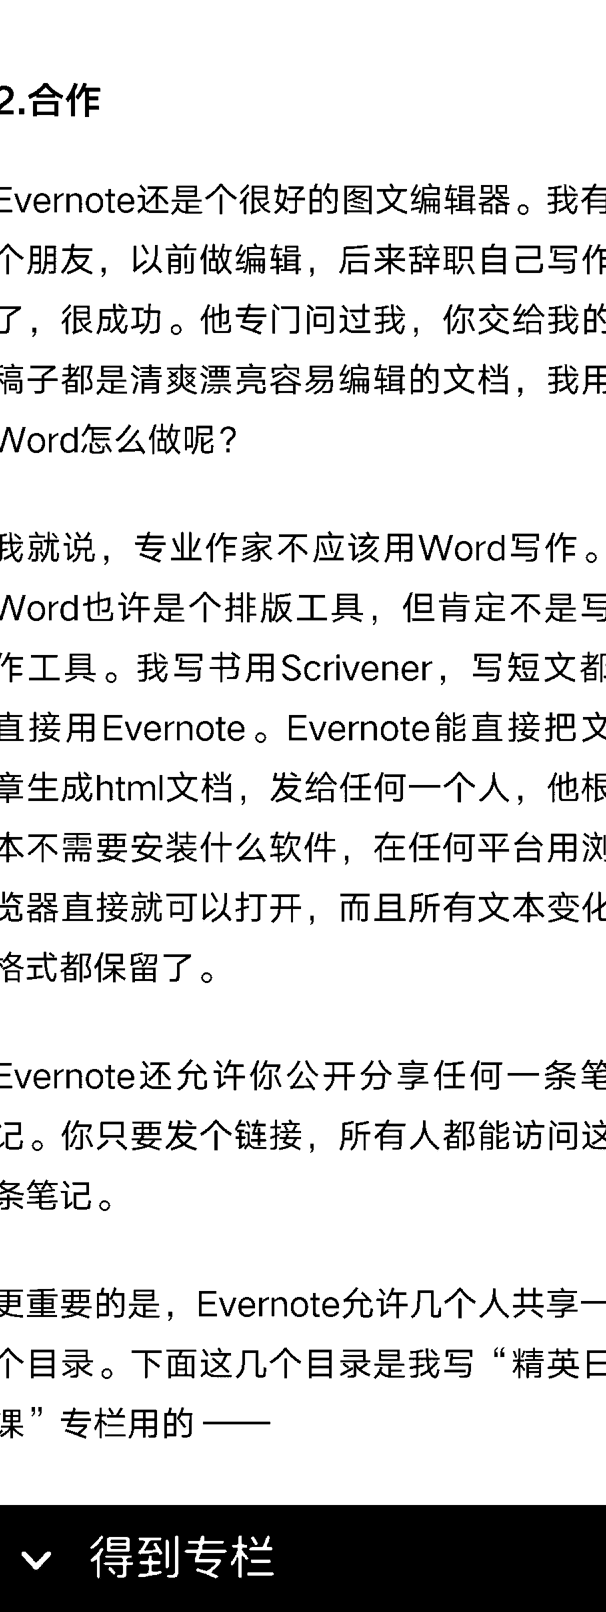 2.合作
Evernote还是个很好的图文编辑器。我有
个朋友，以前做编辑，后来辞职自己写作
了，很成功。他专门问过我，你交给我的
稿子都是清爽漂亮容易编辑的文档，我用
Word怎么做呢？
我就说，专业作家不应该用Word写作。
Word也许是个排版工具，但肯定不是写
作工具。我写书用Scrivener，写短文都
直接用Evernote。Evernote能直接把文
章生成html文档，发给任何一个人，他根
本不需要安装什么软件，在任何平台用浏
览器直接就可以打开，而且所有文本变化
格式都保留了。
Evernote还允许你公开分享任何一条笔
记。你只要发个链接，所有人都能访问这
条笔记。
更重要的是，Evernote允许几个人共享一
个目录。下面这几个目录是我写“精英日
课”专栏用的 ——
得到专栏